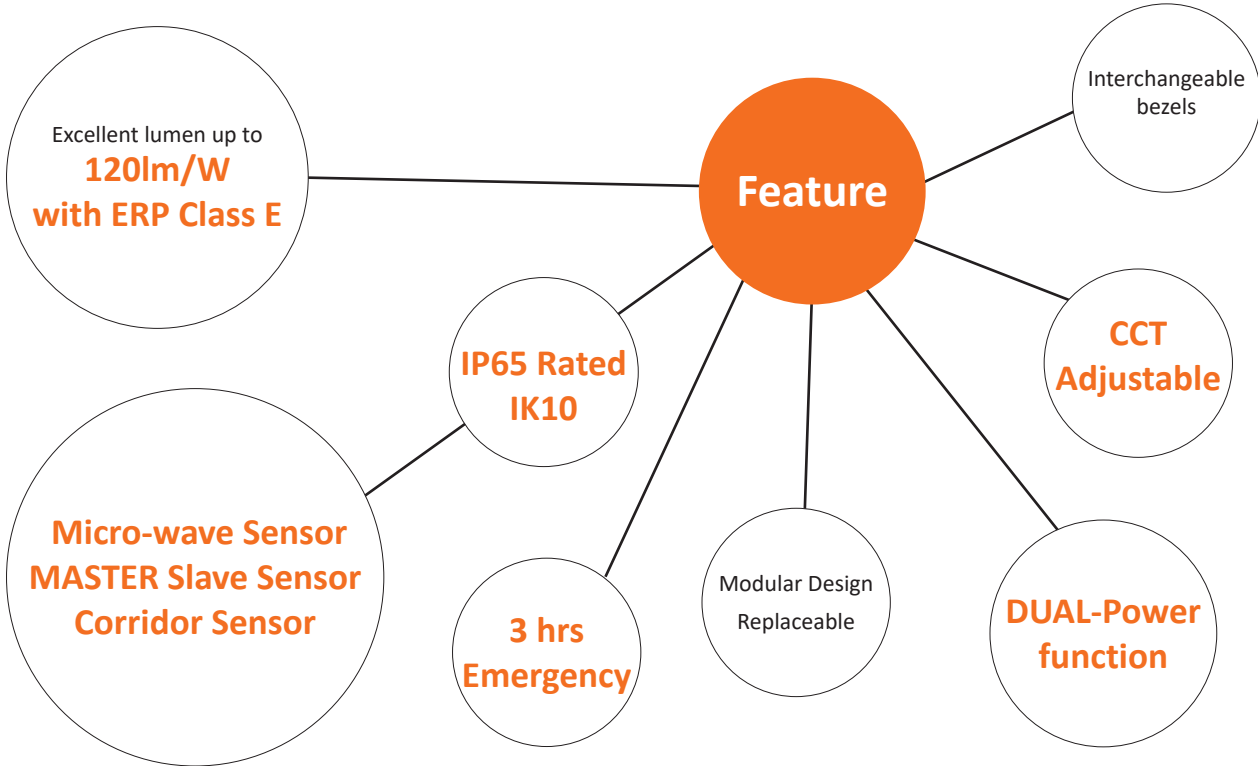 Interchangeable
bezels
Excellent lumen up to
120lm/W
with ERP Class E
Feature
CCT
Adjustable
IP65 Rated
IK10
Micro-wave Sensor
MASTER Slave Sensor
Corridor Sensor
3 hrs
Emergency
Modular Design
Replaceable
DUAL-Power
function